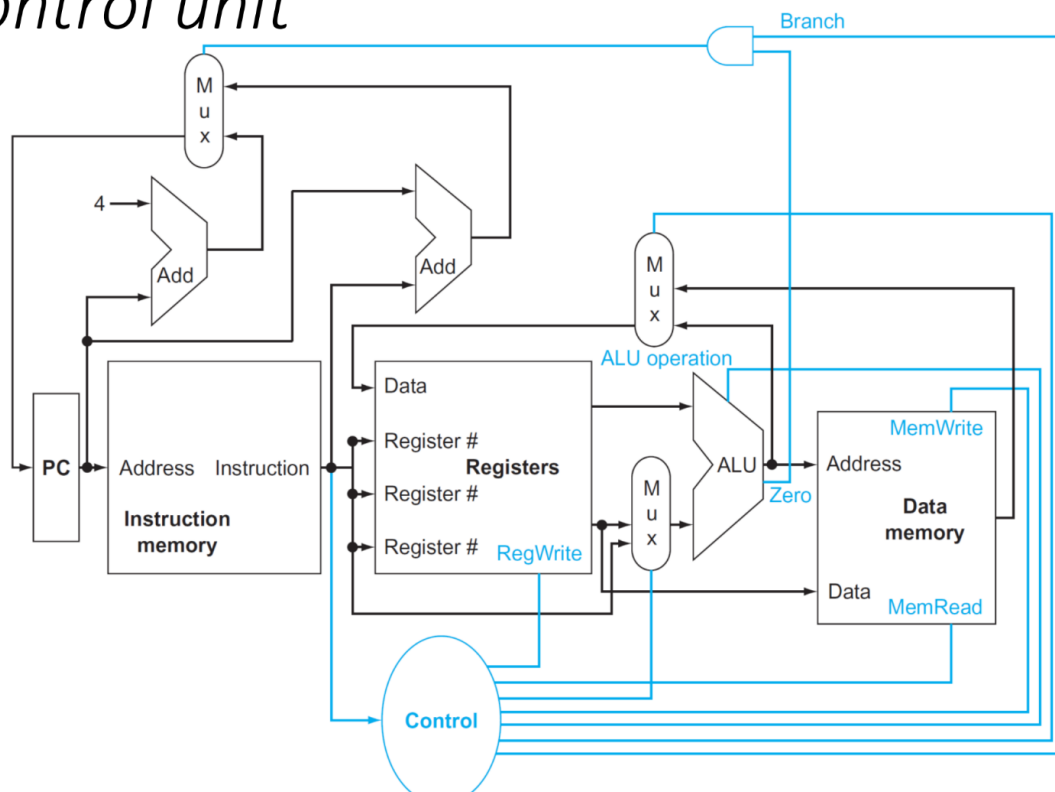 control unit
Branch
M
u
x
4
Add
Add
M
u
x
ALU operation
Data
Register #
Registers
Register #
Register #
RegWrite
PC
Address Instruction
Instruction
memory
M
u
x
ALU
Zero
MemWrite
Address
Data
memory
Data
MemRead
Control